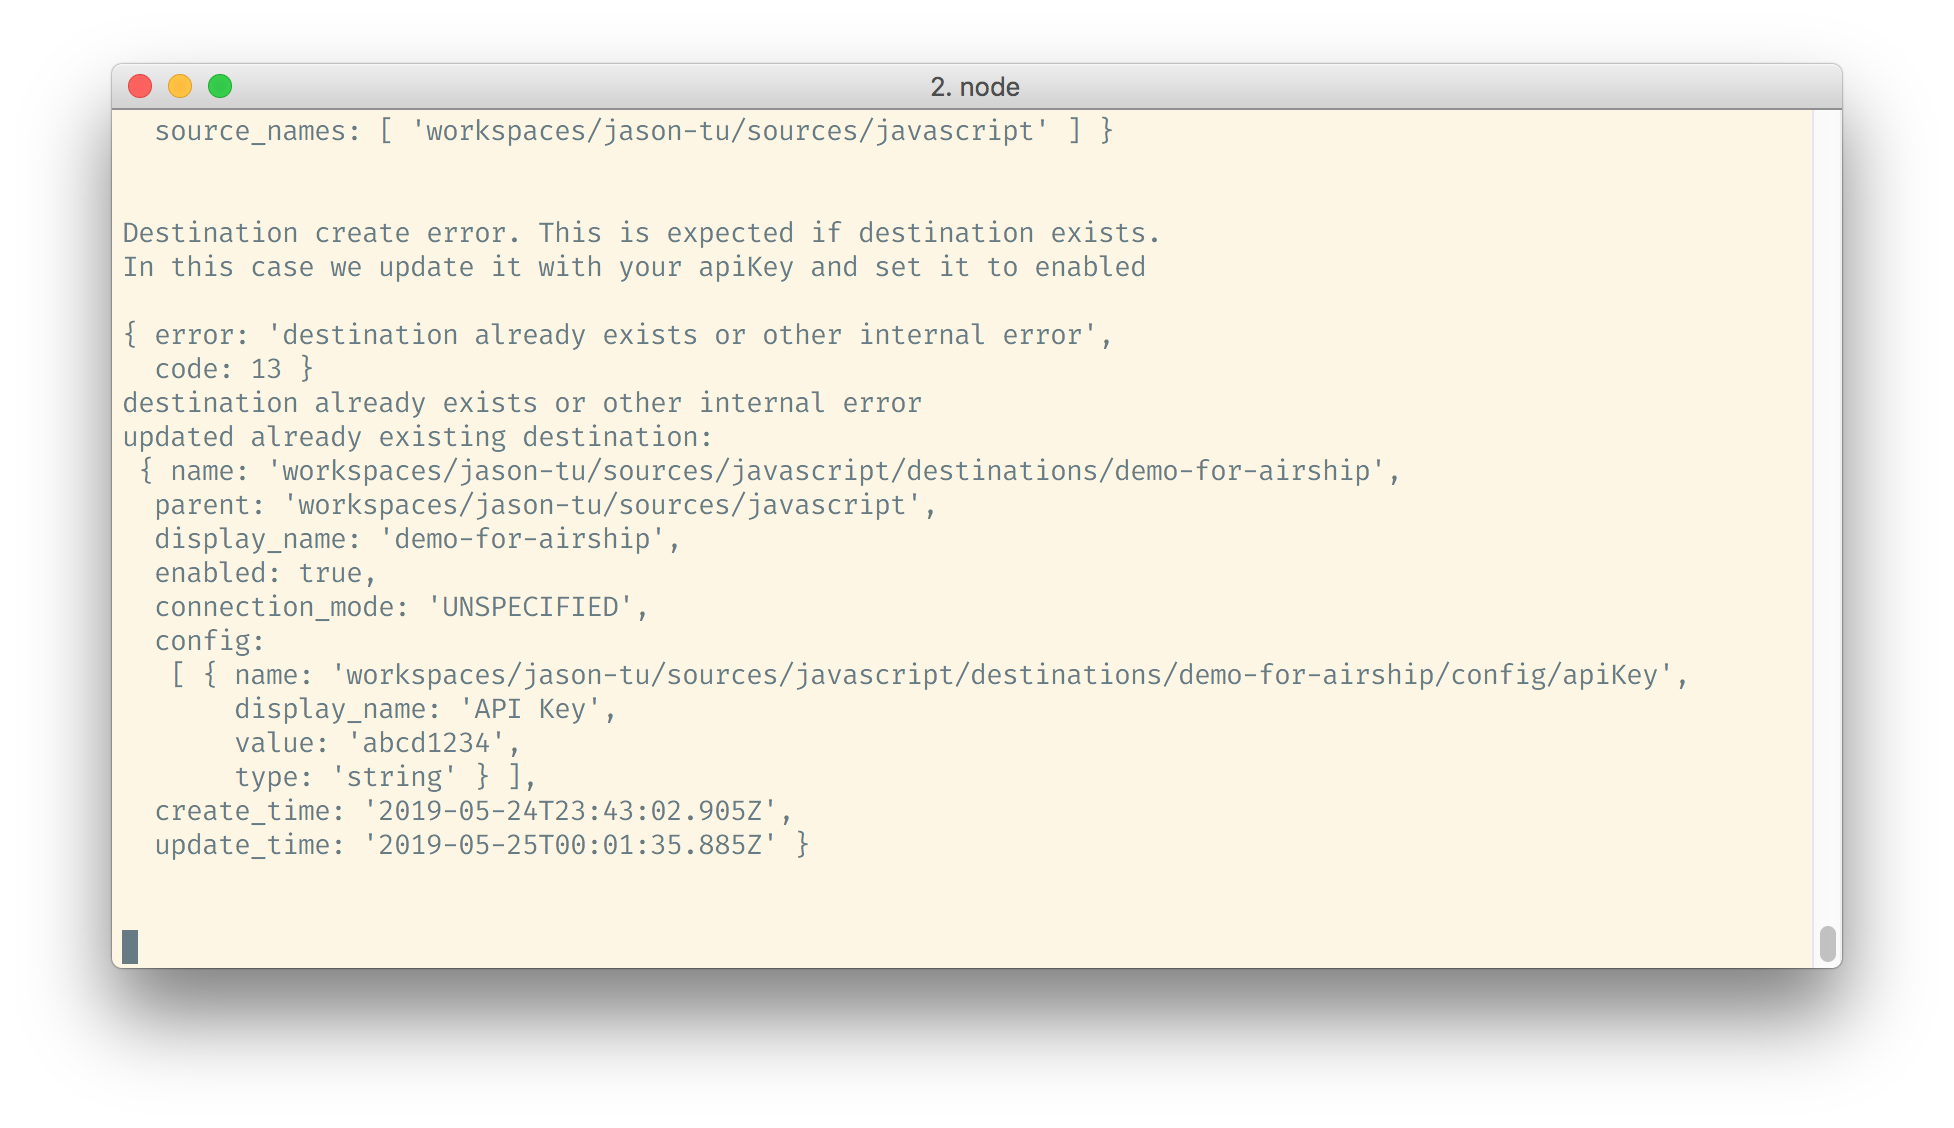 2. node
source_names: [ 'workspaces/jason-tu/sources/javascript' ] }
Destination create error. This is expected if destination exists.
In this case we update it with your apiKey and set it to enabled
{ error: 'destination already exists or other internal error',
code: 13 }
destination already exists or other internal error
updated already existing destination:
{ name: 'workspaces/jason-tu/sources/javascript/destinations/demo-for-airship',
parent: 'workspaces/jason-tu/sources/javascript',
display_name: 'demo-for-airship',
enabled: true,
connection_mode: 'UNSPECIFIED',
config:
[ { name: 'workspaces/jason-tu/sources/javascript/destinations/demo-for-airship/config/apiKey',
display_name: 'API Key',
value: 'abcd1234',
type: 'string' } ],
create_time: '2019-05-24T23:43:02.905Z',
update_time: '2019-05-25T00:01:35.885Z' }